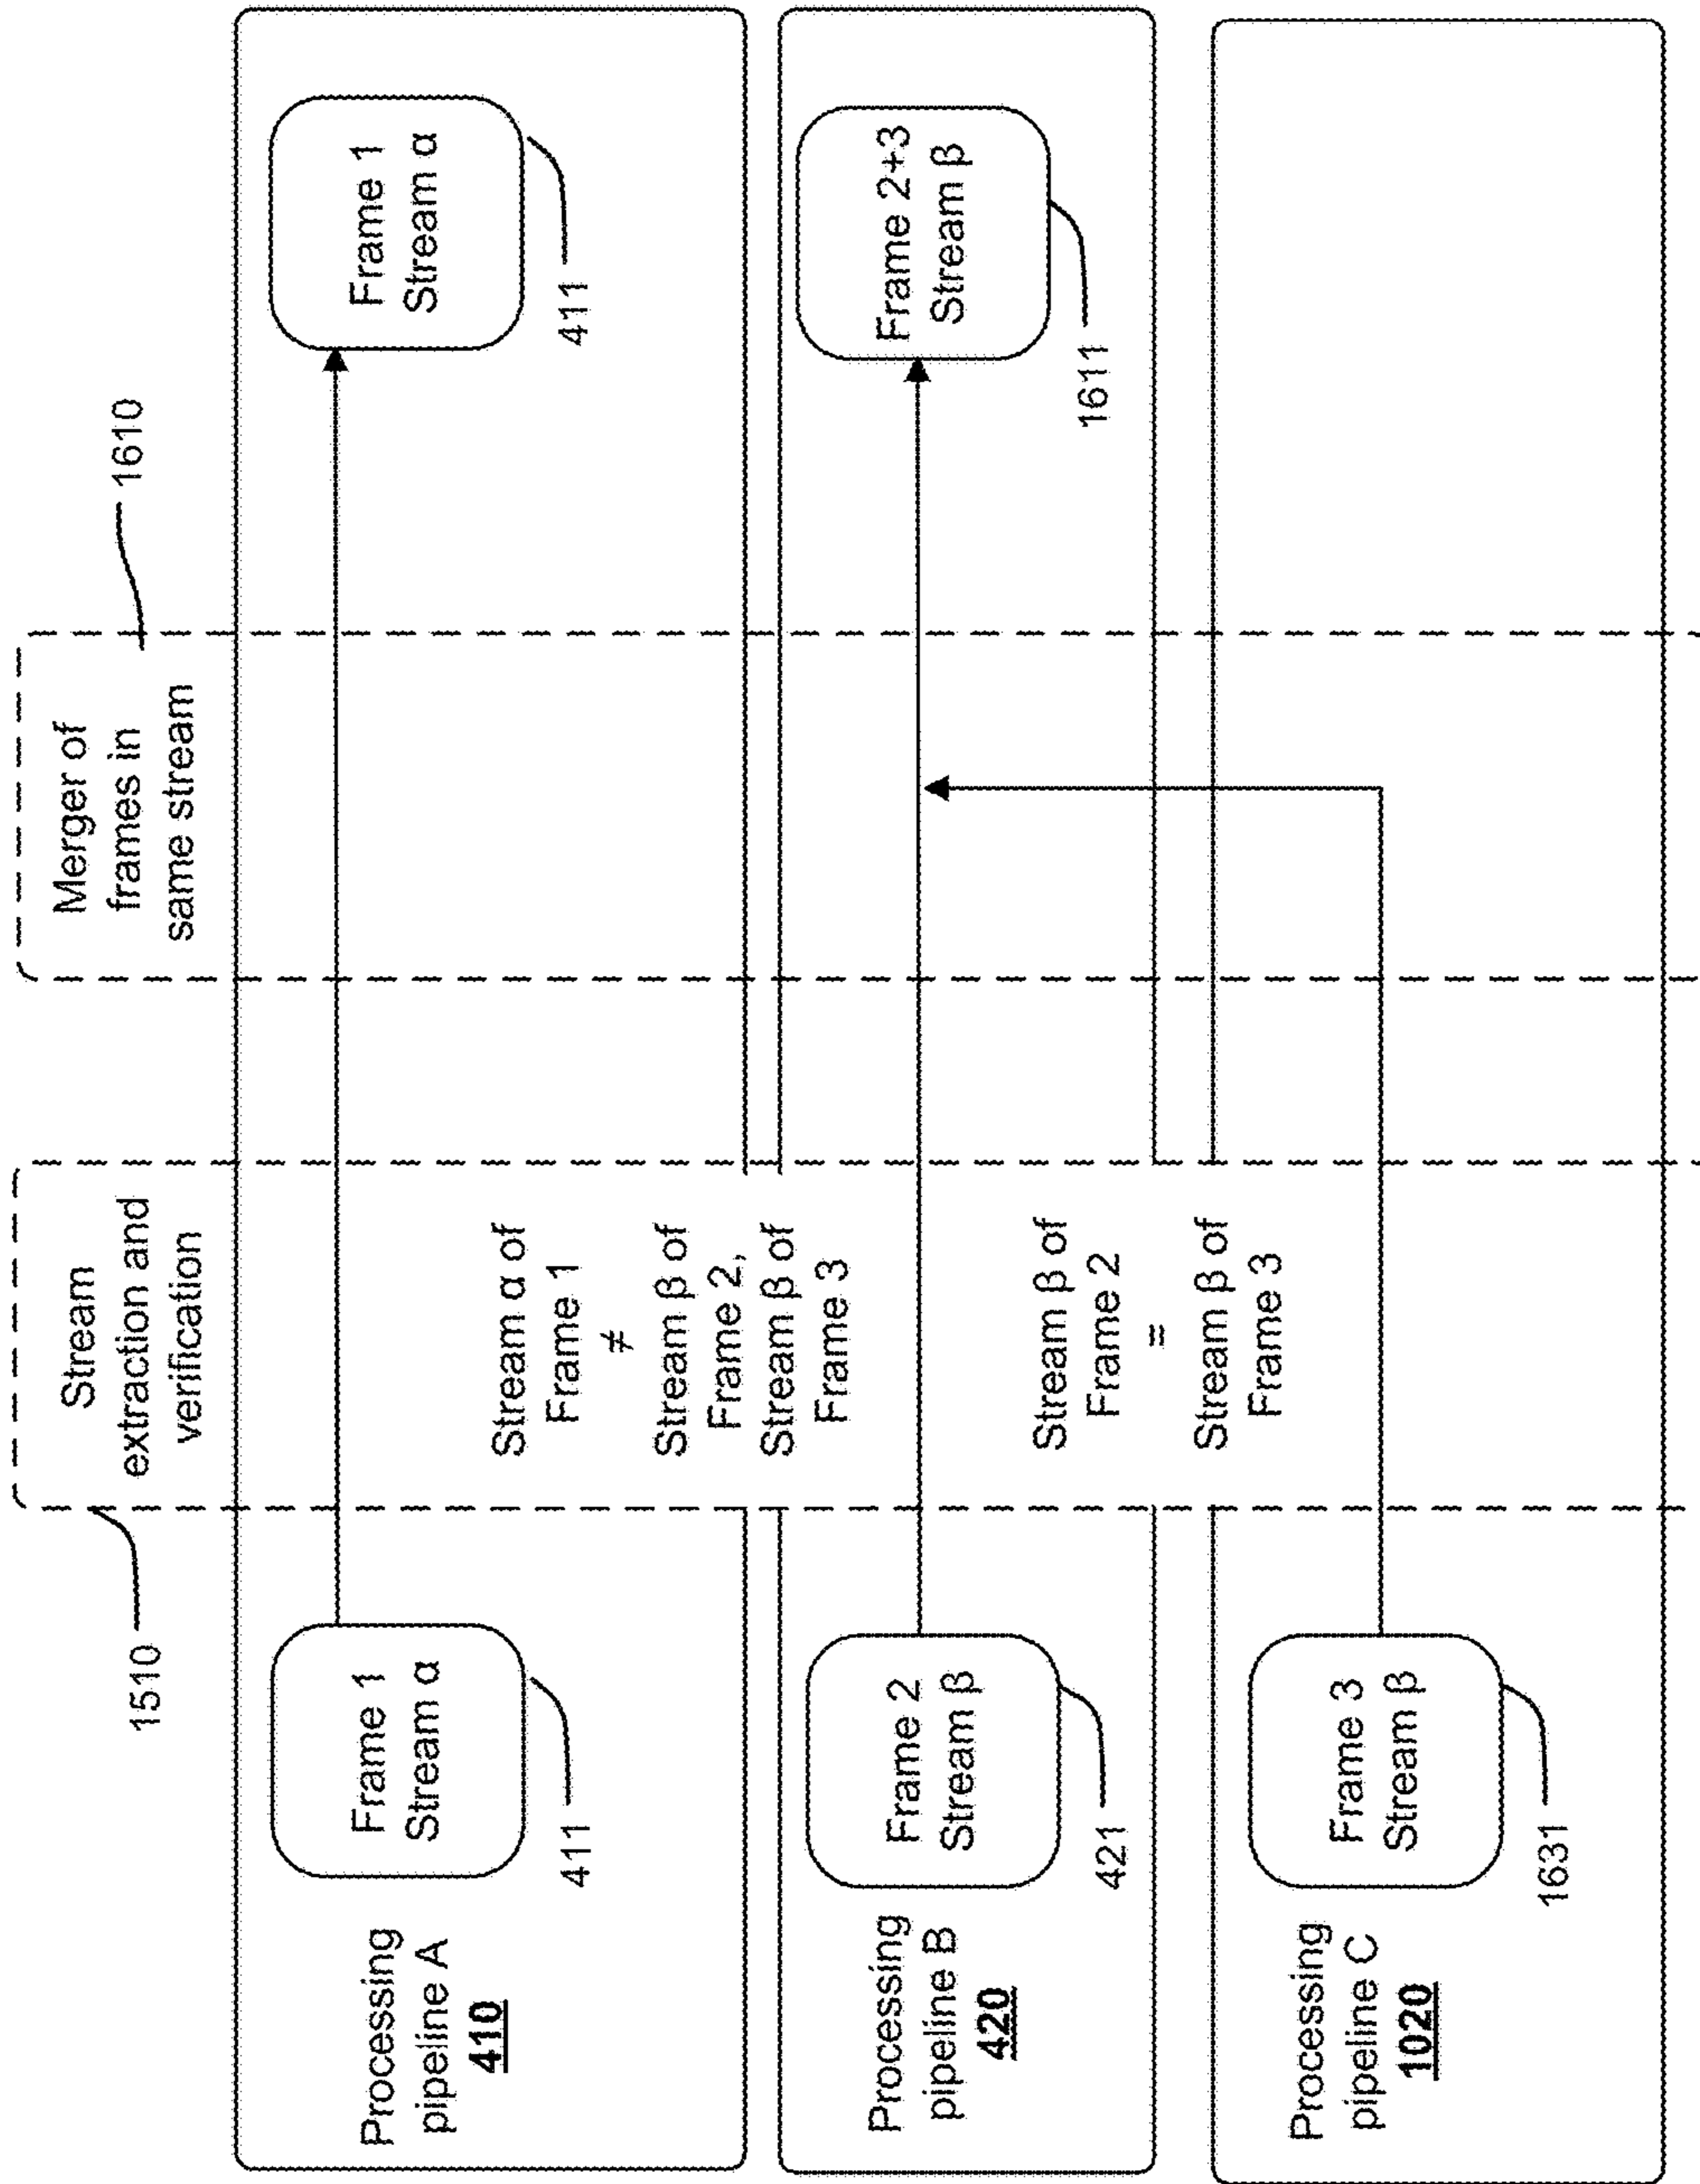 Stream
extraction and
verification
1510
Merger of
frames in
same stream
1610
Processing
pipeline A
410
Frame 1
Stream α
411
Stream α of
Frame 1
≠
Stream β of
Frame 2,
Stream β of
Frame 3
Frame 1
Stream α
411
Processing
pipeline B
420
Frame 2
Stream β
421
Stream β of
Frame 2
=
Stream β of
Frame 3
Frame 2+3
Stream β
1611
Processing
pipeline C
1020
Frame 3
Stream β
1631